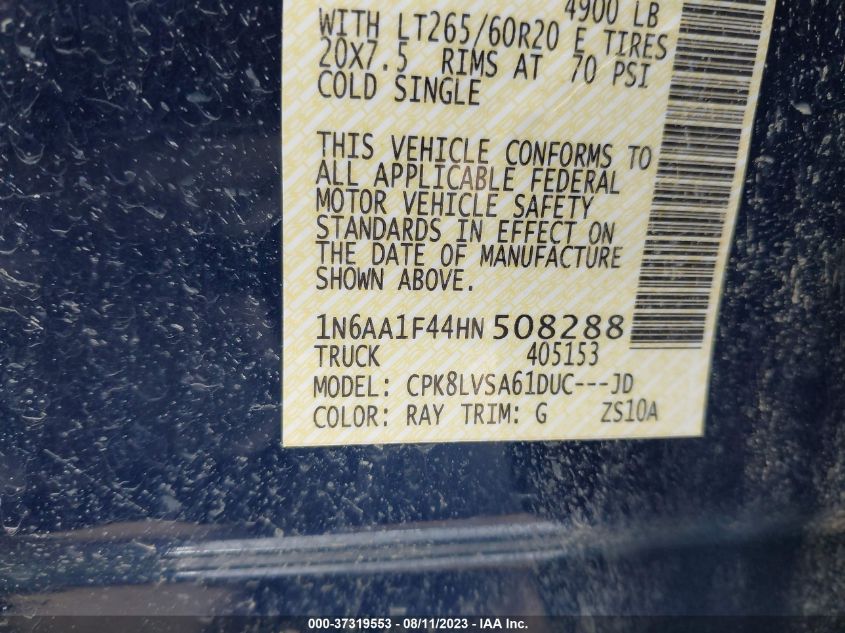 4900 LB
WITH LT265/60R20 E TIRES
20X7.5 RIMS AT 70 PSI
COLD SINGLE
THIS VEHICLE CONFORMS TO
ALL APPLICABLE FEDERAL
MOTOR VEHICLE SAFETY
STANDARDS IN EFFECT ON
THE DATE OF MANUFACTURE
SHOWN ABOVE.
1N6AA1F44HN508288
TRUCK 405153
MODEL: CPK8LVSA61DUC---JD
COLOR: RAY TRIM: G ZS10A
000-37319553 - 08/11/2023 - IAA Inc.